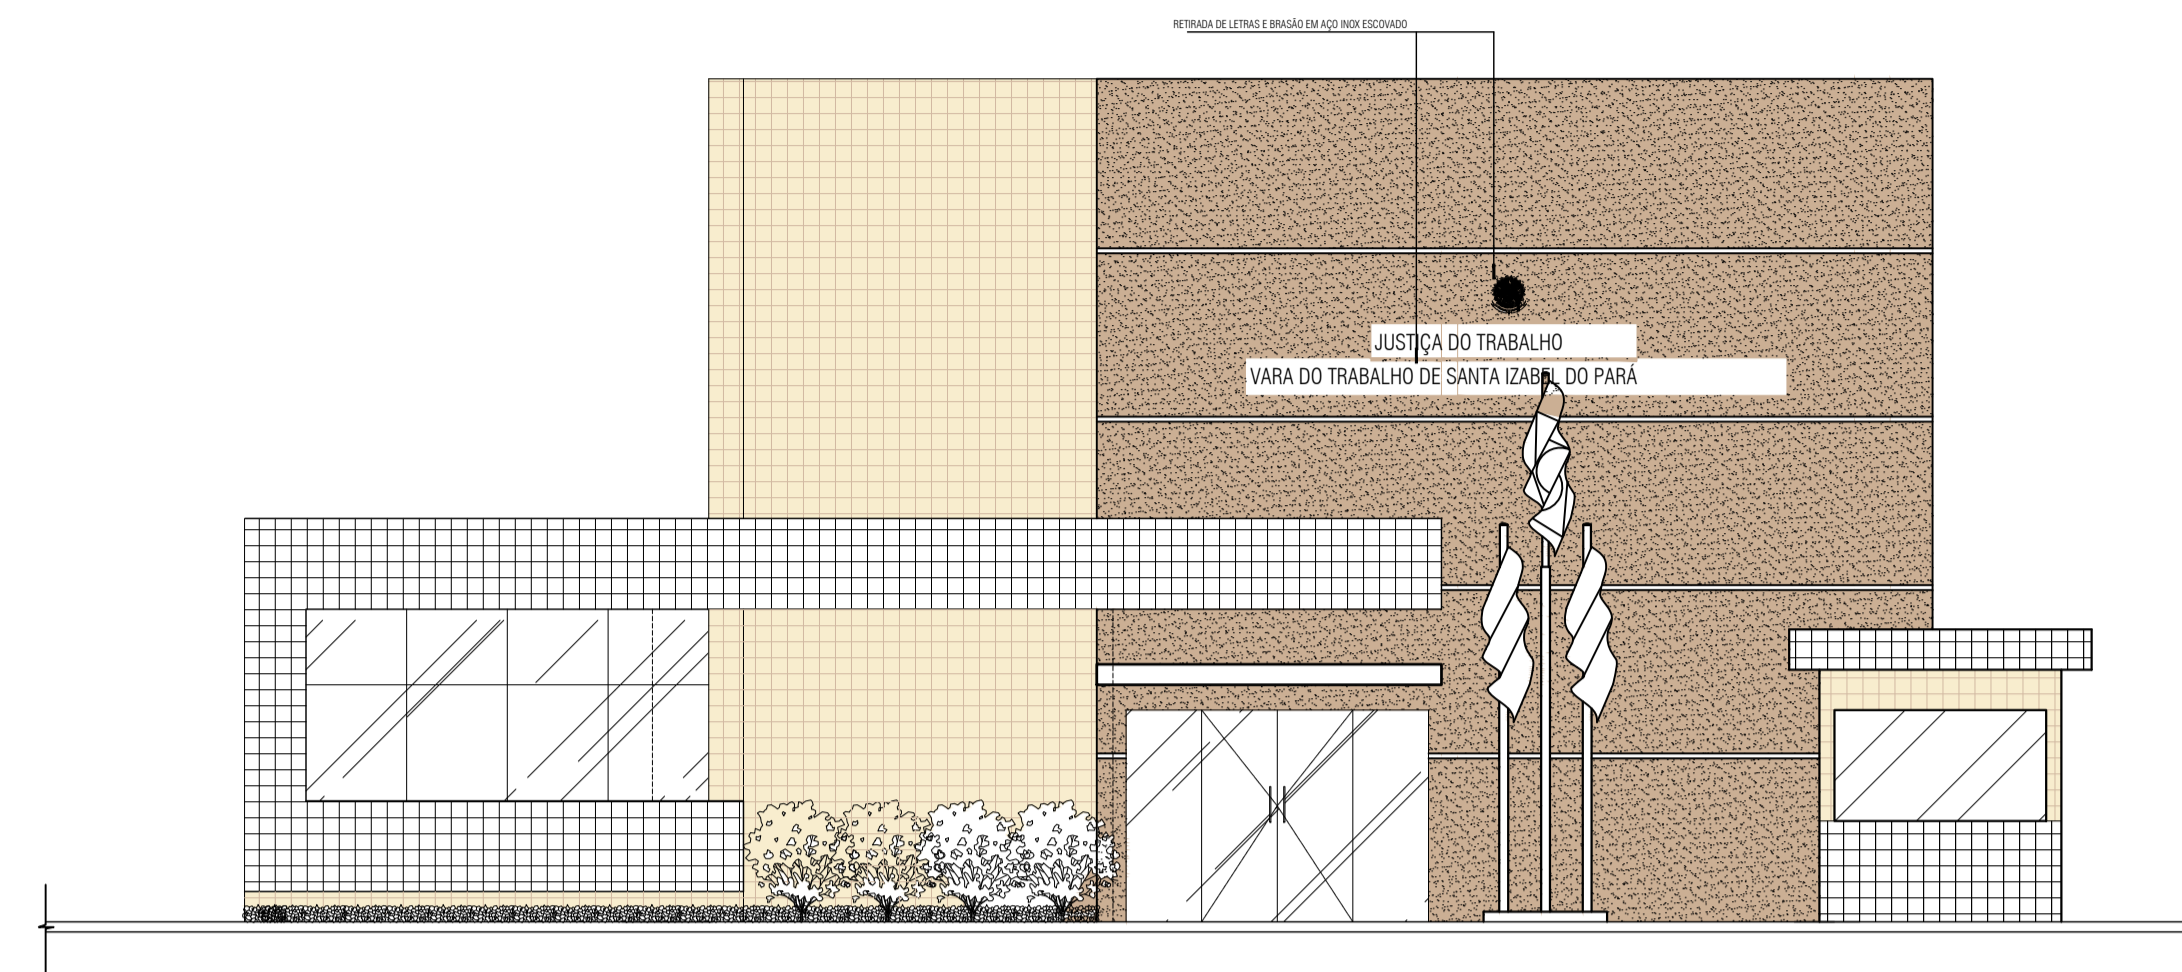 RETIRADA DE LETRAS E BRASÃO EM AÇO INOX ESCOVADO
JUSTIÇA DO TRABALHO
VARA DO TRABALHO DE SANTA IZABEL DO PARÁ